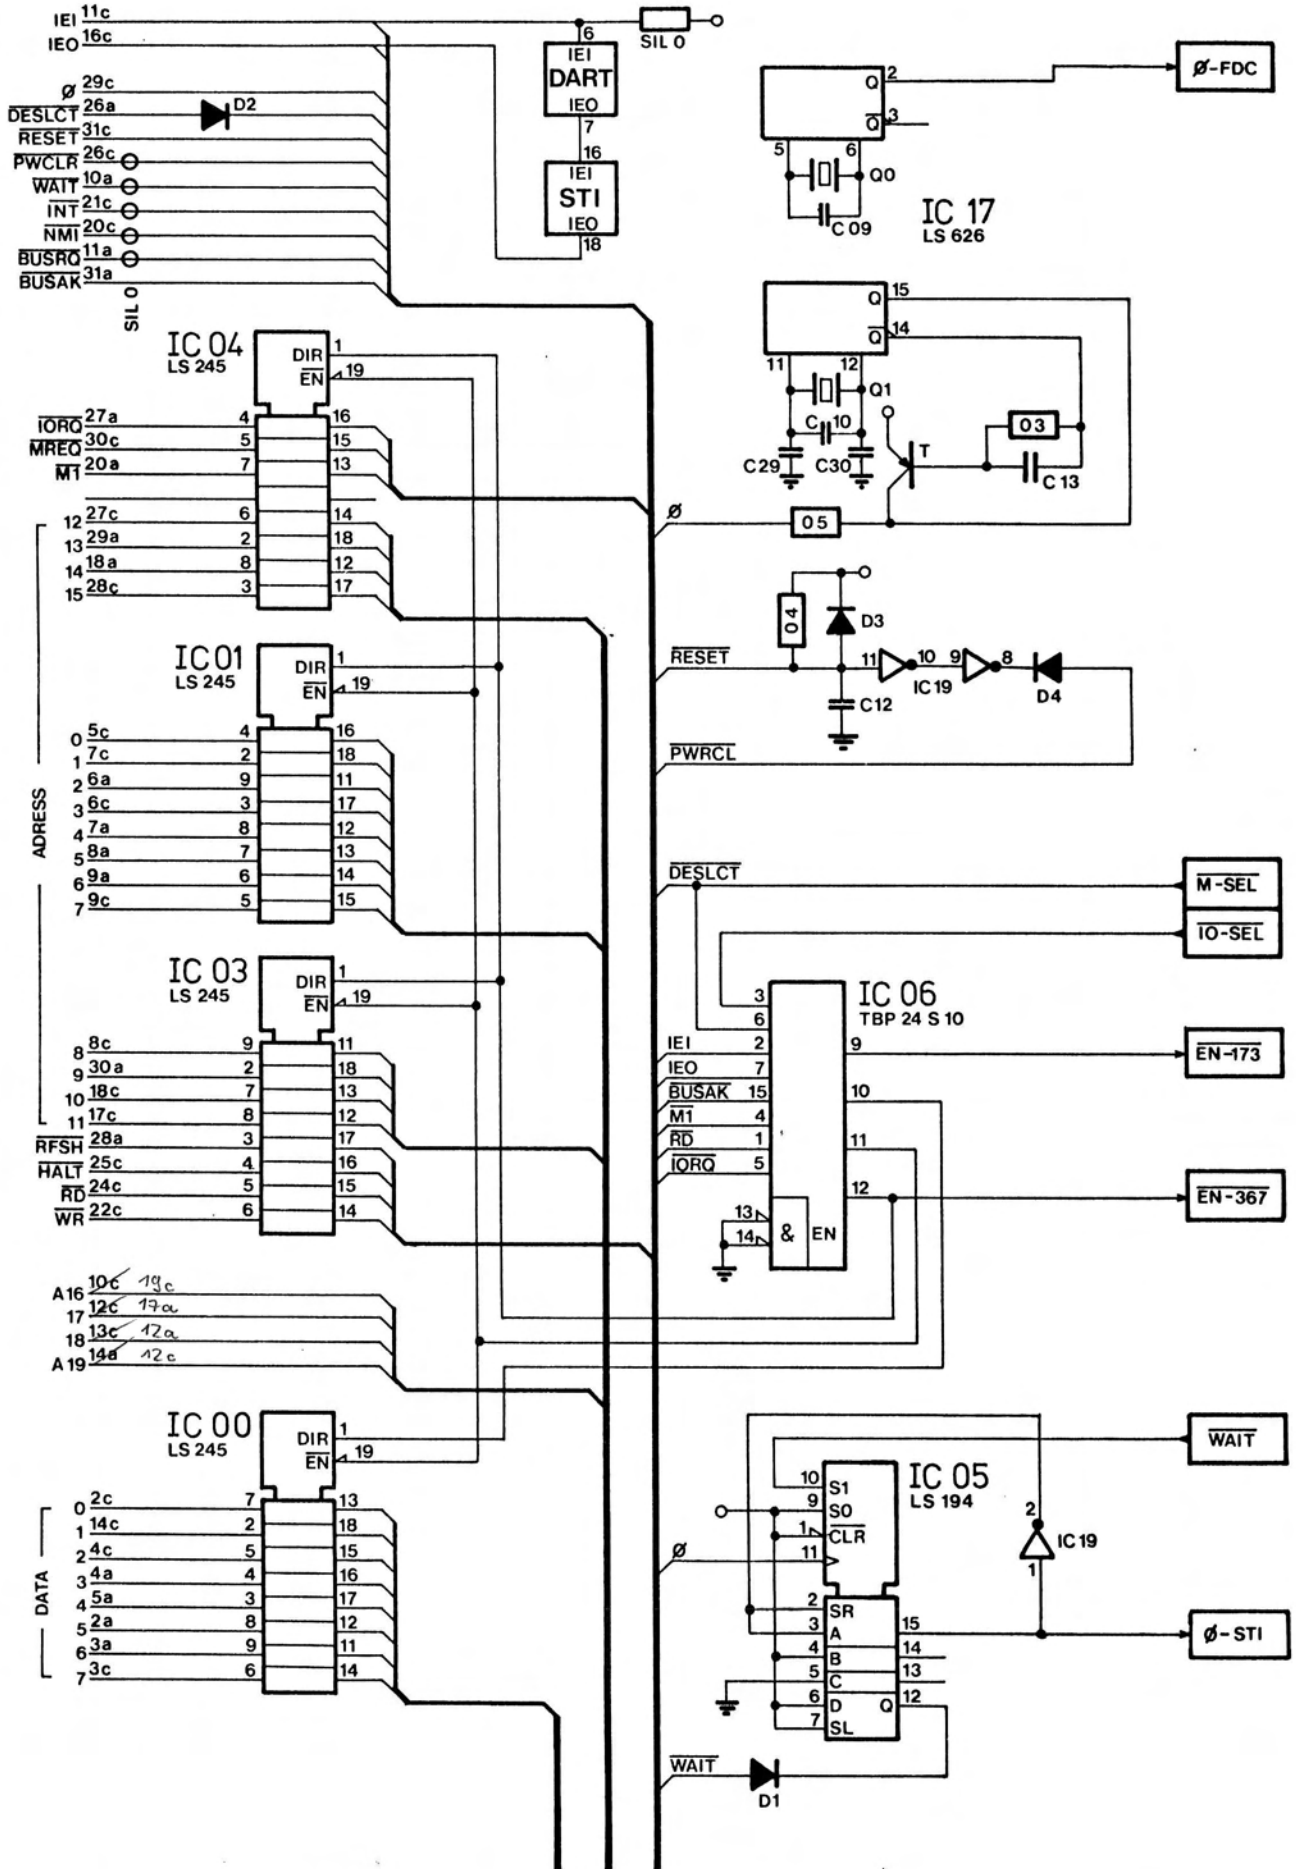 IEI 11c
IEO 16c
Ø 29c
DESLCT 26a D2
RESET 31c
PWCLR 26c
WAIT 10a
INT 21c
NMI 20c
BUSRQ 11a
BUSAK 31a
SIL 0
SIL 0
6
IEI
DART
IEO
7
16
IEI
STI
IEO
18
Q 2
Q 3
5 6
Q0
C 09
IC 17
LS 626
Ø-FDC
Q 15
Q 14
11 12
Q1
C 10
C29 C30
T
03
C 13
Ø 05
IC 04
LS 245
DIR 1
EN 19
IORQ 27a 4 16
MREQ 30c 5 15
M1 20a 7 13
12 27c 6 14
13 29a 2 18
14 18a 8 12
15 28c 3 17
04
D3
RESET 11 10 9 8
IC 19
D4
C12
PWRCL
IC 01
LS 245
DIR 1
EN 19
0 5c 4 16
1 7c 2 18
2 6a 9 11
3 6c 3 17
4 7a 8 12
5 8a 7 13
6 9a 6 14
7 9c 5 15
ADRESS
IC 03
LS 245
DIR 1
EN 19
8 8c 9 11
9 30a 2 18
10 18c 7 13
11 17c 8 12
RFSH 28a 3 17
HALT 25c 4 16
RD 24c 5 15
WR 22c 6 14
DESLCT
M-SEL
IO-SEL
IC 06
TBP 24 S 10
3
6
IEI 2
IEO 7
BUSAK 15
M1 4
RD 1
IORQ 5
13
14
& EN
9
10
11
12
EN-173
EN-367
A16 10c 19c
17 12c 17a
18 13c 12a
A19 14a 12c
IC 00
LS 245
DIR 1
EN 19
0 2c 7 13
1 14c 2 18
2 4c 5 15
3 4a 4 16
4 5a 3 17
5 2a 8 12
6 3a 9 11
7 3c 6 14
DATA
WAIT
IC 05
LS 194
10 S1
9 S0
1 CLR
Ø 11
2 SR
3 A 15
4 B 14
5 C 13
6 D Q 12
7 SL
2
IC 19
1
Ø-STI
WAIT
D1